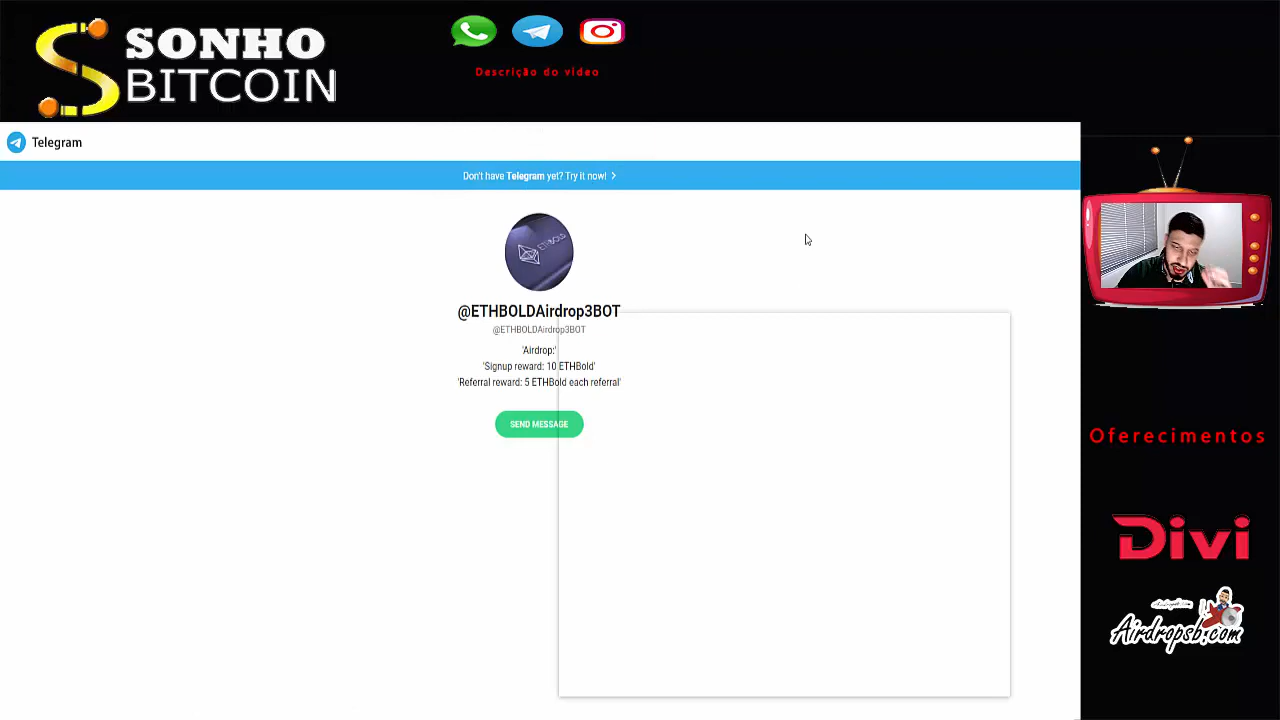 SONHO
BITCOIN
Descrição do vídeo
Telegram
Don't have Telegram yet? Try it now!
ETHBOLD
@ETHBOLDAirdrop3BOT
@ETHBOLDAirdrop3BOT
'Airdrop:'
'Signup reward: 10 ETHBold'
'Referral reward: 5 ETHBold each referral'
SEND MESSAGE
Oferecimentos
Divi
Airdropsb.com